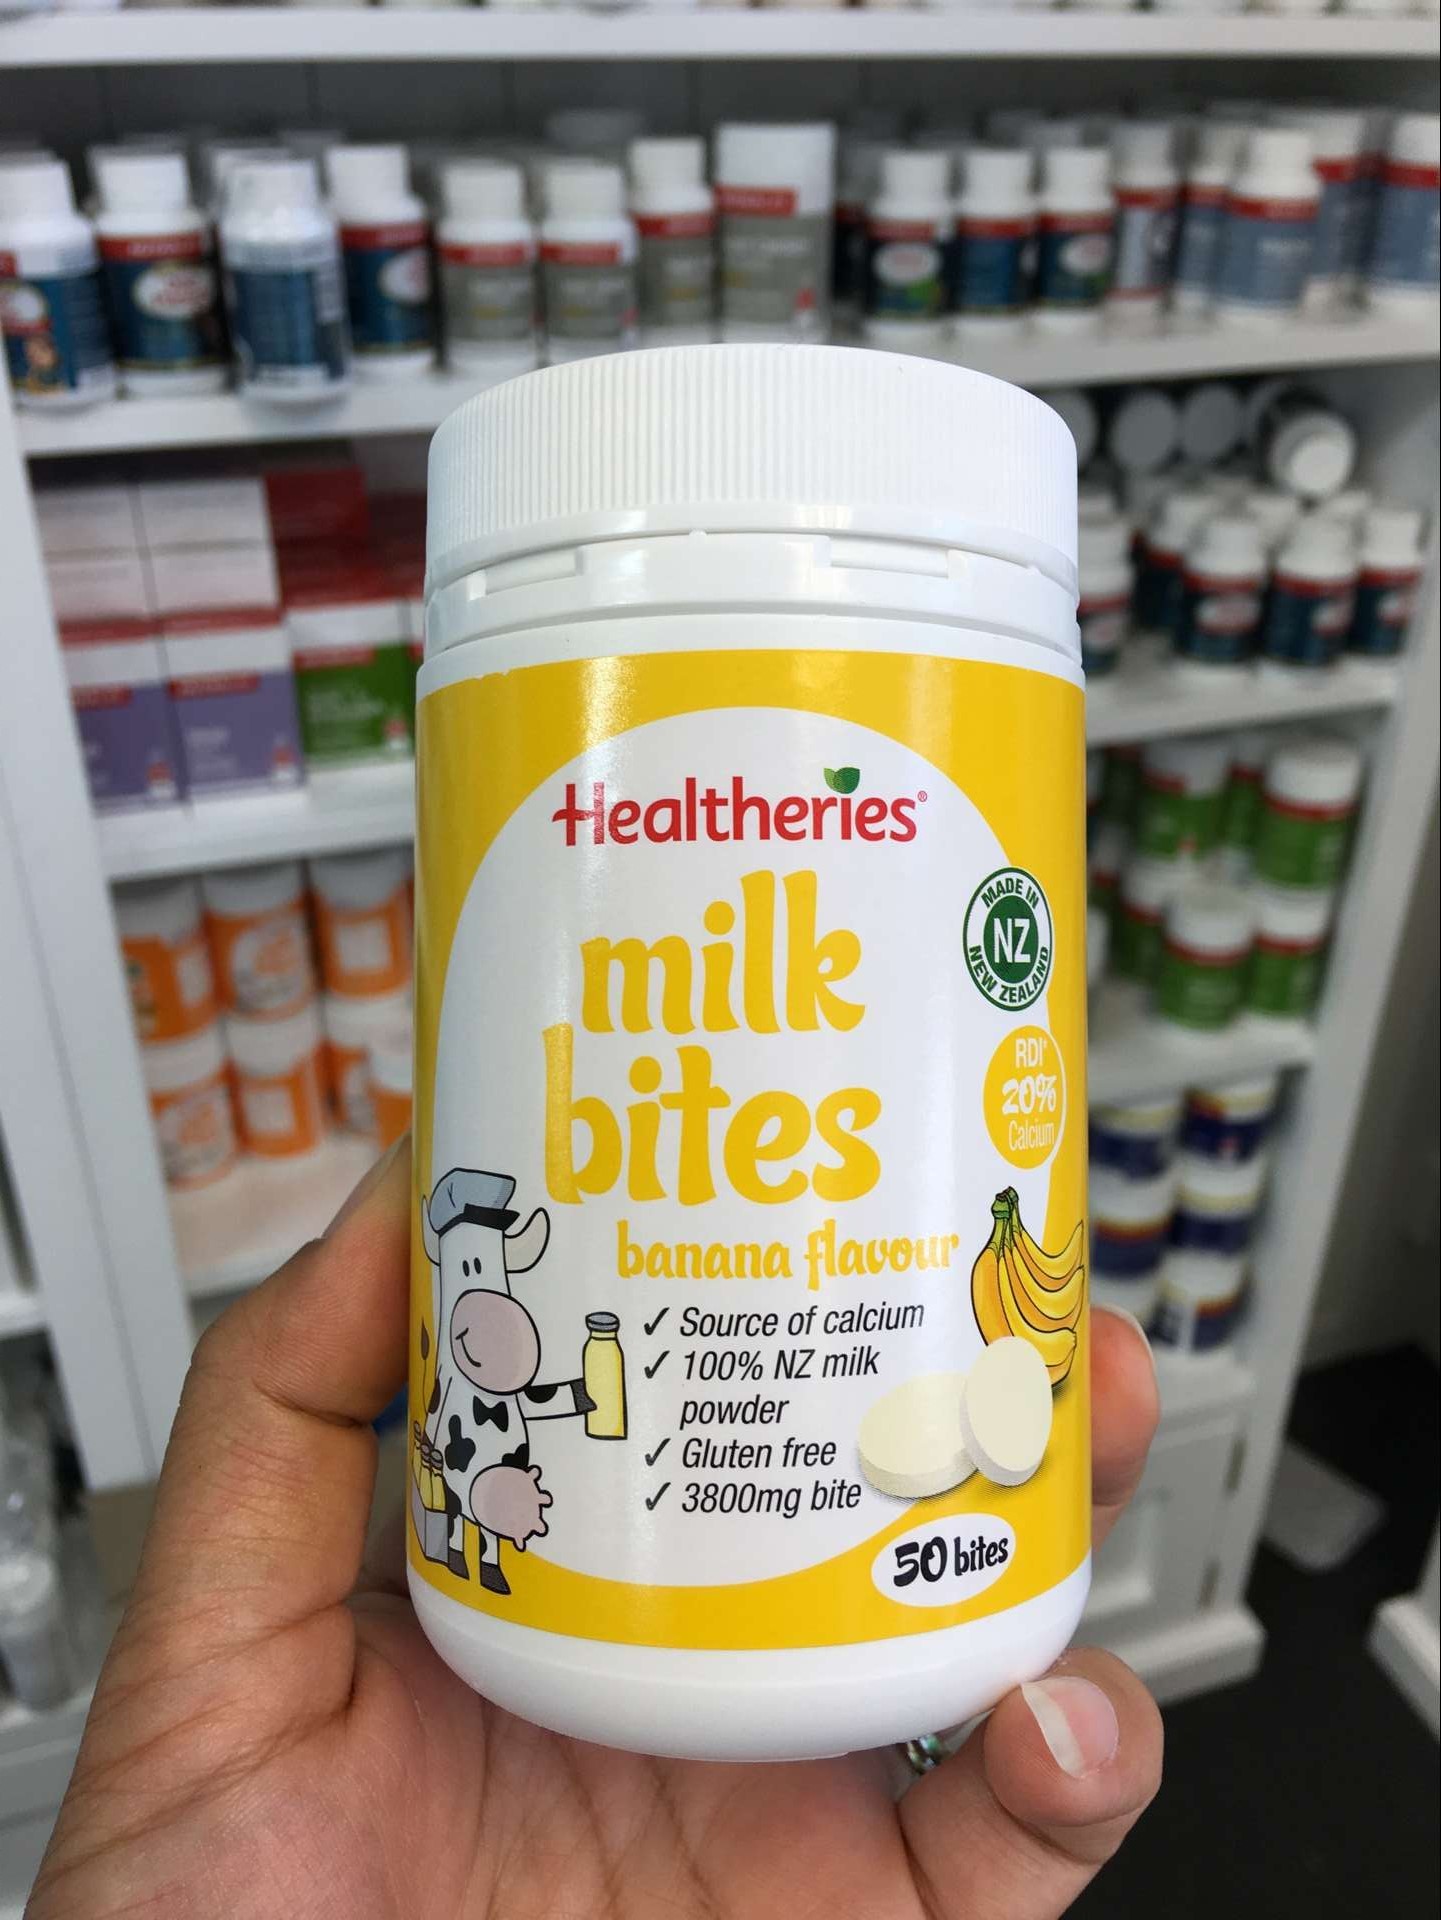 Healtheries®
milk
bites
banana flavour
MADE IN
NZ
NEW ZEALAND
RDI*
20%
Calcium
✓ Source of calcium
✓ 100% NZ milk
powder
✓ Gluten free
✓ 3800mg bite
50 bites